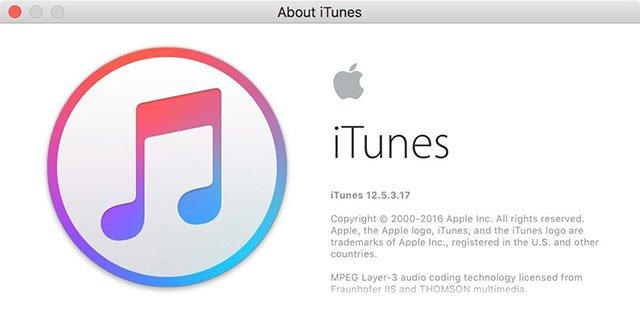 About iTunes
iTunes
iTunes 12.5.3.17
Copyright © 2000-2016 Apple Inc. All rights reserved.
Apple, the Apple logo, iTunes, and the iTunes logo are
trademarks of Apple Inc., registered in the U.S. and other
countries.
MPEG Layer-3 audio coding technology licensed from
Fraunhofer IIS and THOMSON multimedia.